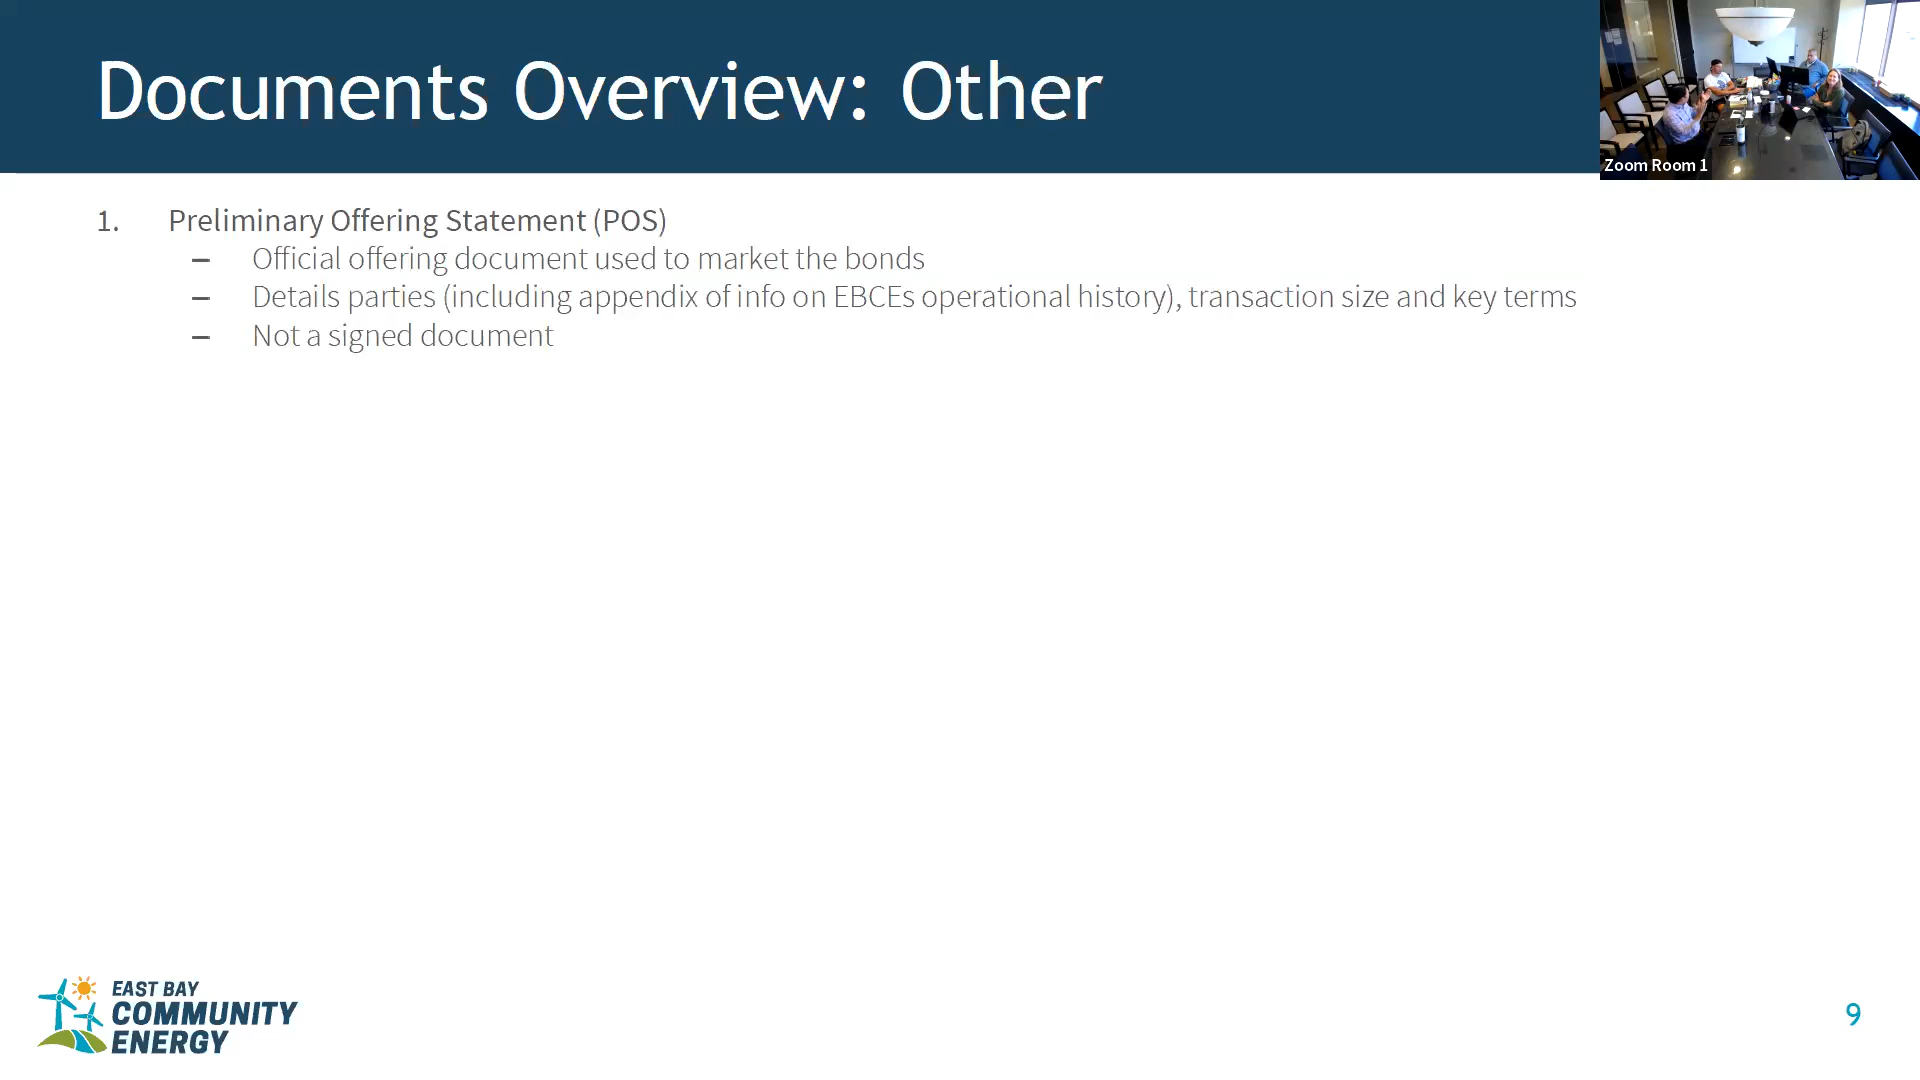 Documents Overview: Other
Zoom Room 1
1. Preliminary Offering Statement (POS)
– Official offering document used to market the bonds
– Details parties (including appendix of info on EBCEs operational history), transaction size and key terms
– Not a signed document
EAST BAY
COMMUNITY
ENERGY
9